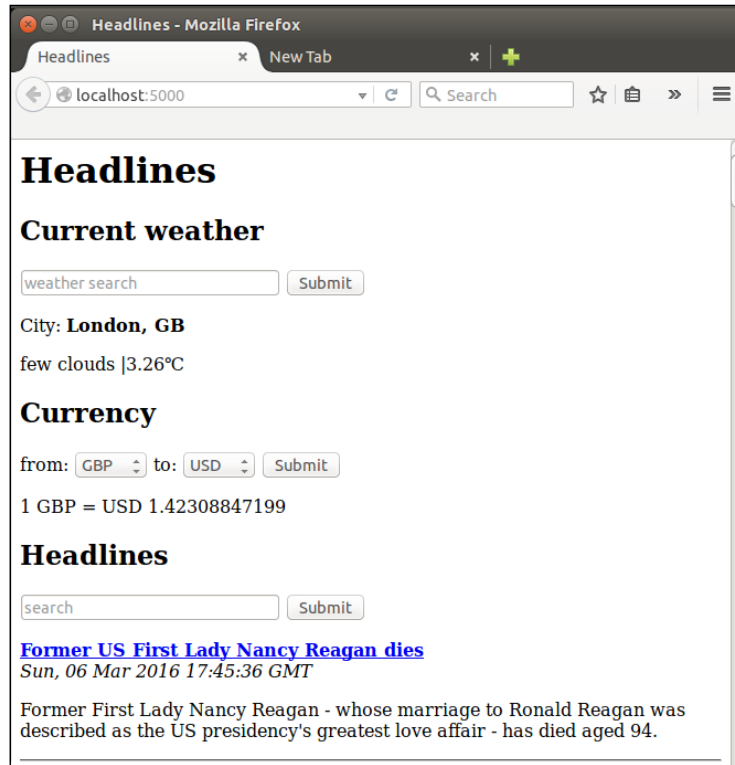 Headlines - Mozilla Firefox
Headlines
New Tab
localhost:5000
Search
Headlines
Current weather
weather search Submit
City: London, GB
few clouds |3.26℃
Currency
from: GBP to: USD Submit
1 GBP = USD 1.42308847199
Headlines
search Submit
Former US First Lady Nancy Reagan dies
Sun, 06 Mar 2016 17:45:36 GMT
Former First Lady Nancy Reagan - whose marriage to Ronald Reagan was
described as the US presidency's greatest love affair - has died aged 94.